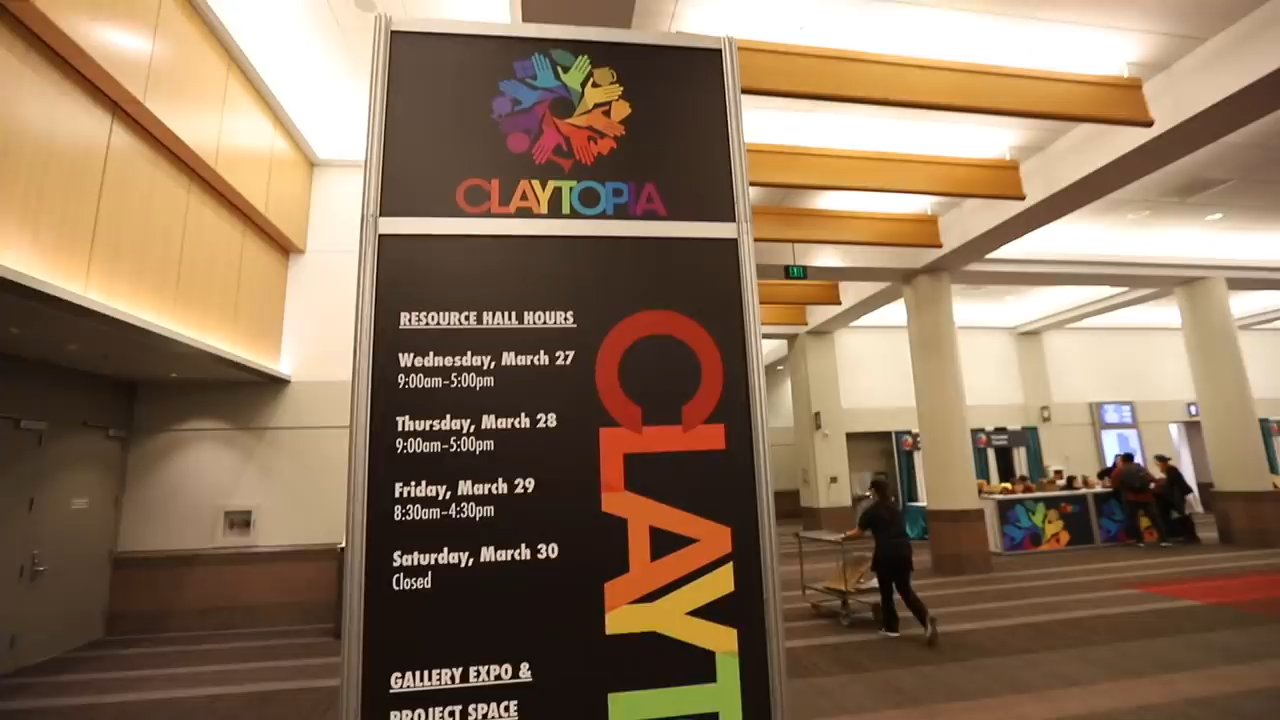 CLAYTOPIA
RESOURCE HALL HOURS
Wednesday, March 27
9:00am–5:00pm
Thursday, March 28
9:00am–5:00pm
Friday, March 29
8:30am–4:30pm
Saturday, March 30
Closed
GALLERY EXPO &
PROJECT SPACE
CLAYT
EXIT